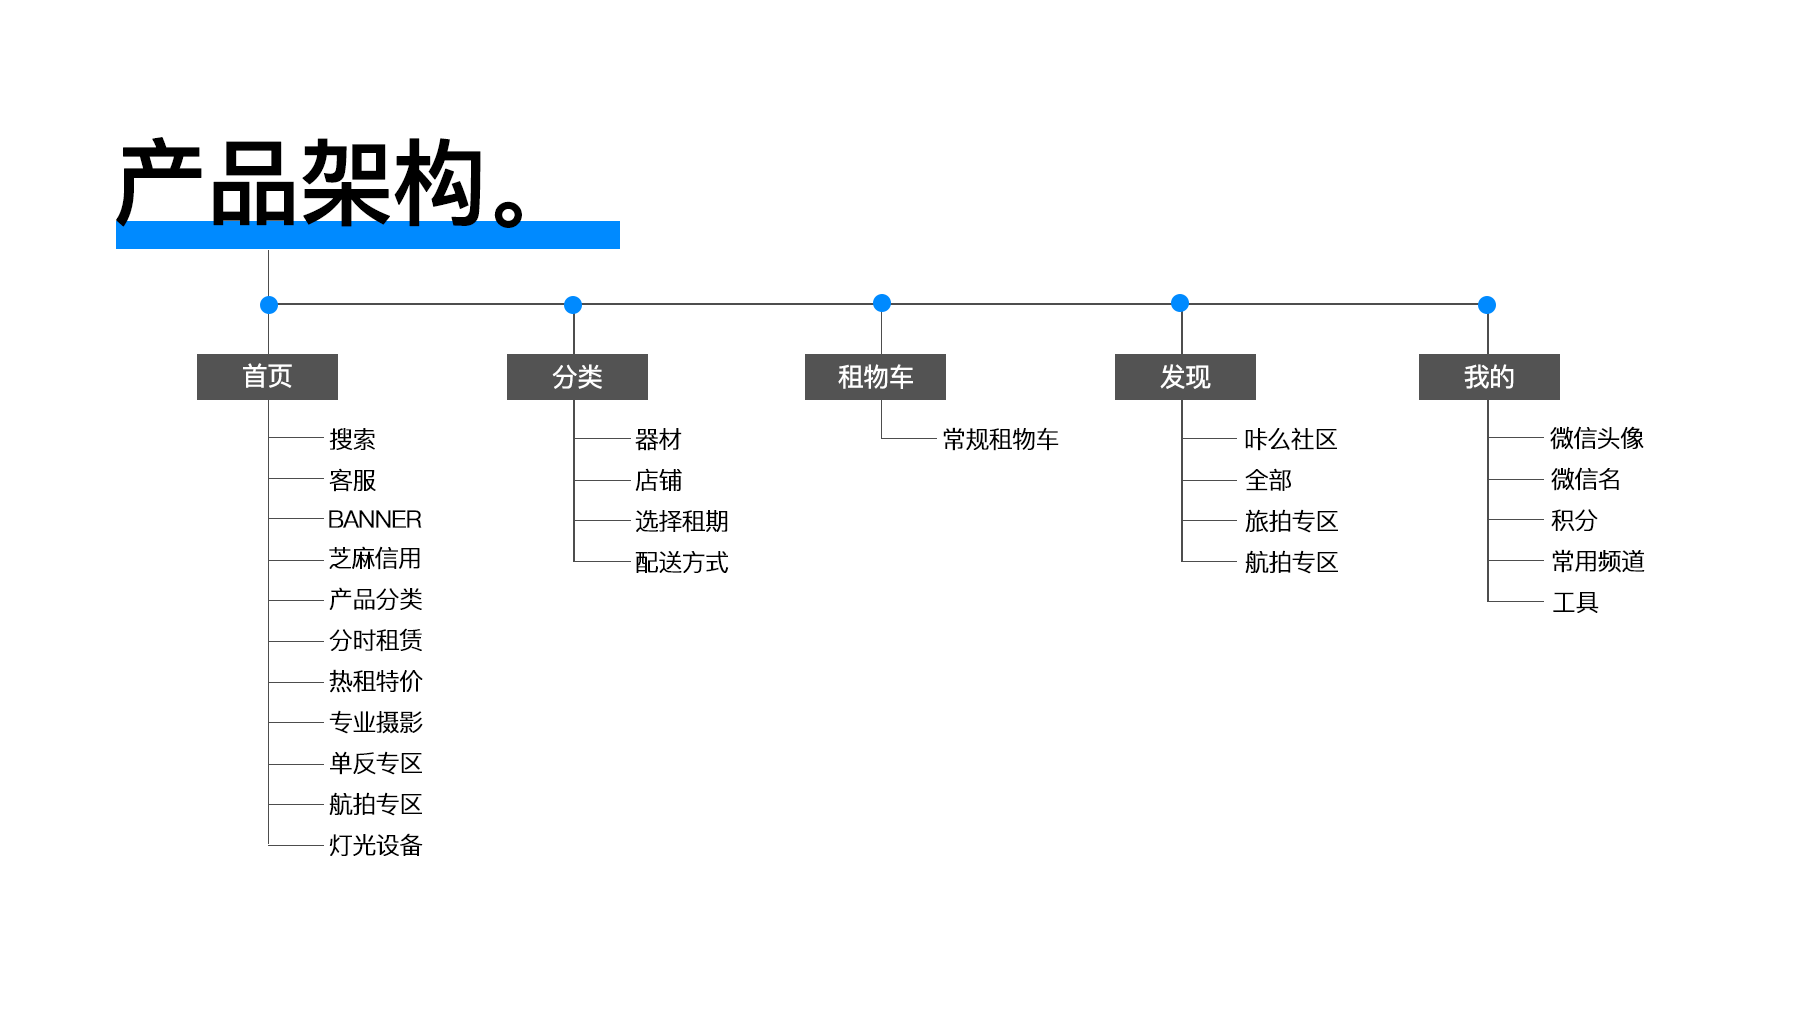 产品架构。
首页
搜索
客服
BANNER
芝麻信用
产品分类
分时租赁
热租特价
专业摄影
单反专区
航拍专区
灯光设备
分类
器材
店铺
选择租期
配送方式
租物车
常规租物车
发现
咔么社区
全部
旅拍专区
航拍专区
我的
微信头像
微信名
积分
常用频道
工具